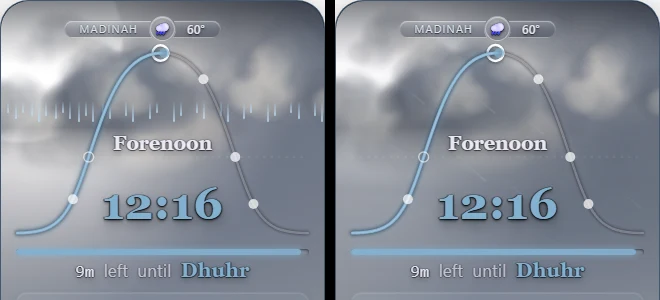 MADINAH 60°
Forenoon
12:16
9m left until Dhuhr
MADINAH 60°
Forenoon
12:16
9m left until Dhuhr